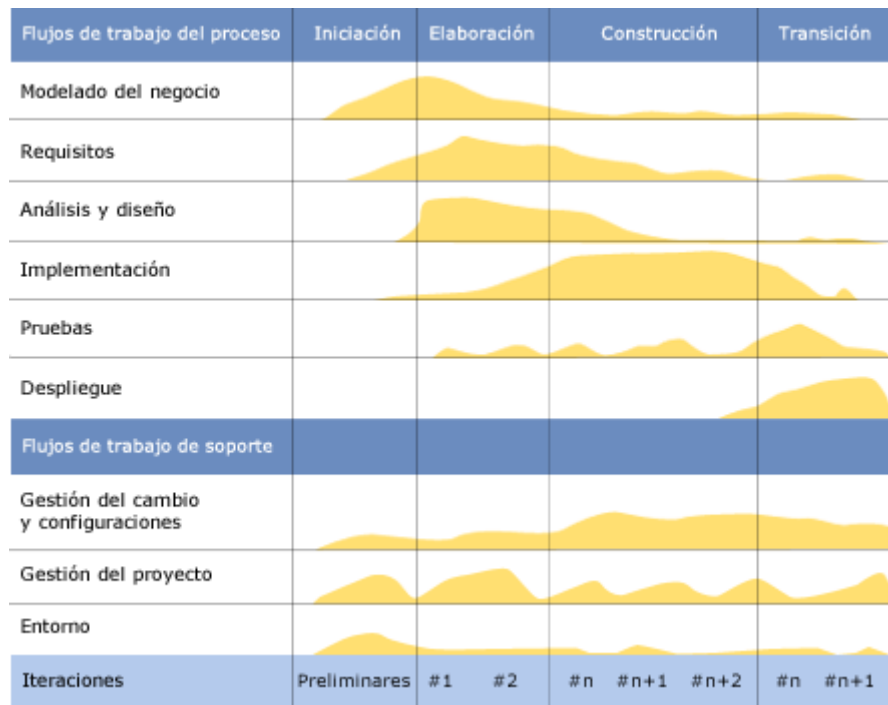 Flujos de trabajo del proceso Iniciación Elaboración Construcción Transición
Modelado del negocio
Requisitos
Análisis y diseño
Implementación
Pruebas
Despliegue
Flujos de trabajo de soporte
Gestión del cambio
y configuraciones
Gestión del proyecto
Entorno
Iteraciones Preliminares #1 #2 #n #n+1 #n+2 #n #n+1